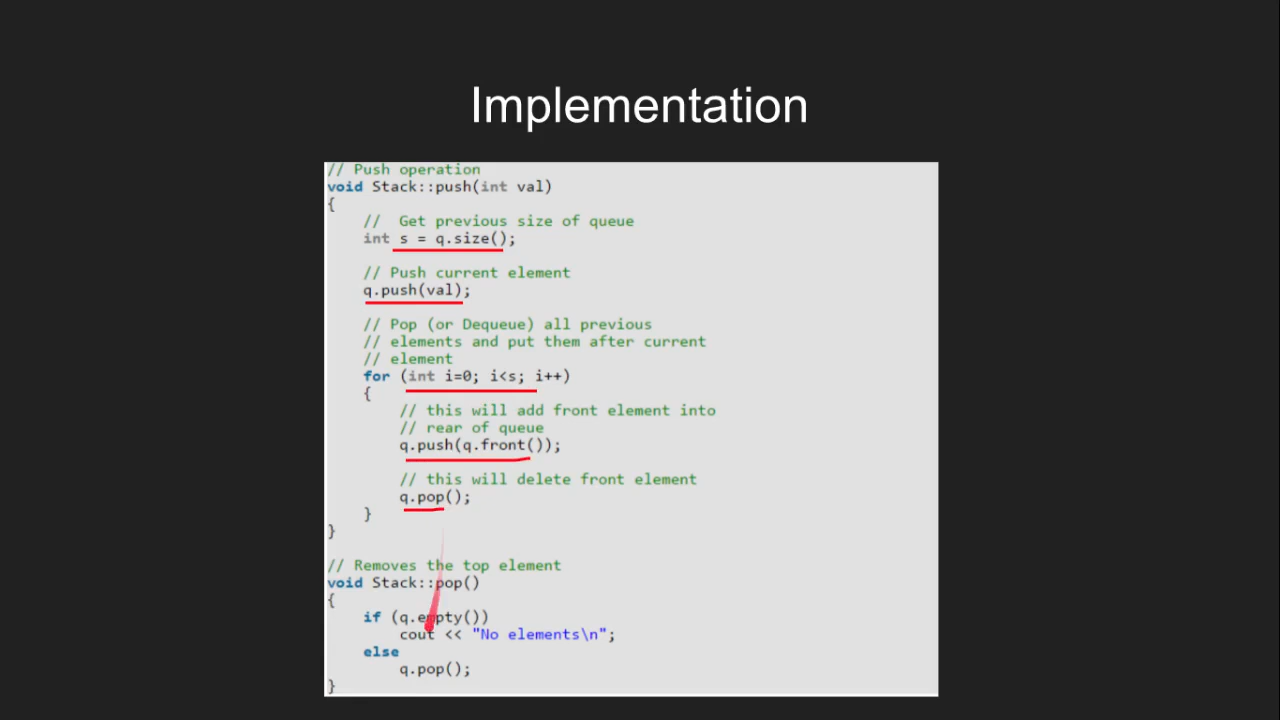 Implementation
// Push operation
void Stack::push(int val)
{
    //  Get previous size of queue
    int s = q.size();
    // Push current element
    q.push(val);
    // Pop (or Dequeue) all previous
    // elements and put them after current
    // element
    for (int i=0; i<s; i++)
    {
        // this will add front element into
        // rear of queue
        q.push(q.front());
        // this will delete front element
        q.pop();
    }
}
// Removes the top element
void Stack::pop()
{
    if (q.empty())
        cout << "No elements\n";
    else
        q.pop();
}